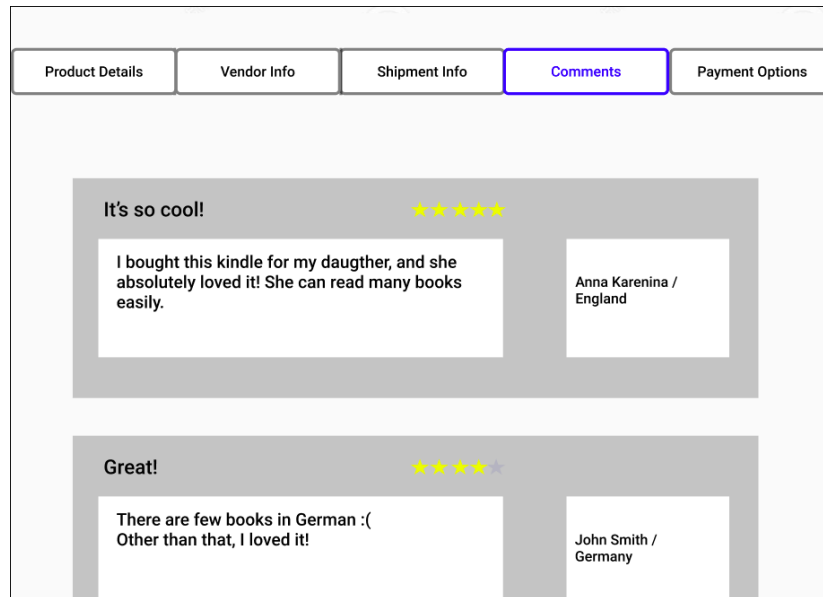 Product Details
Vendor Info
Shipment Info
Comments
Payment Options
It's so cool!
I bought this kindle for my daugther, and she
absolutely loved it! She can read many books
easily.
Anna Karenina /
England
Great!
There are few books in German :(
Other than that, I loved it!
John Smith /
Germany